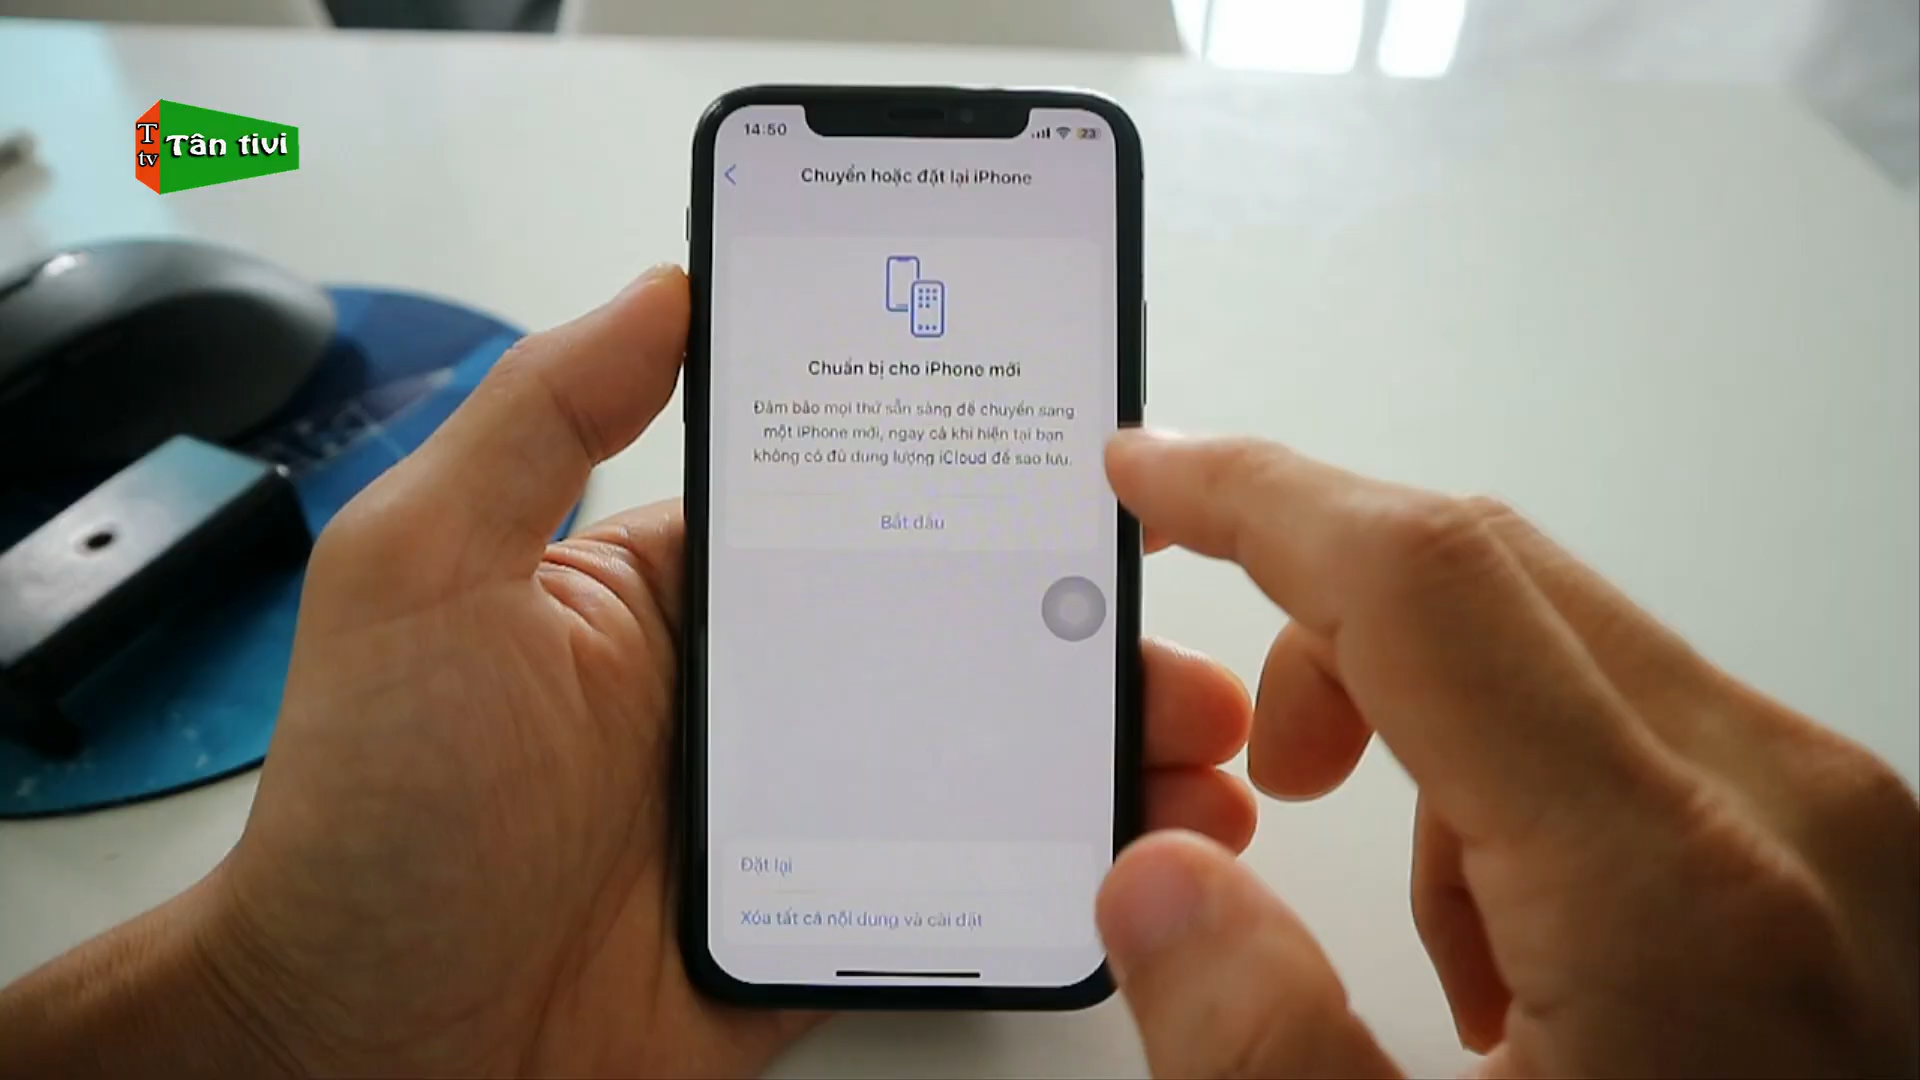 T
tv
Tân tivi
14:50
23
Chuyển hoặc đặt lại iPhone
Chuẩn bị cho iPhone mới
Đảm bảo mọi thứ sẵn sàng để chuyển sang
một iPhone mới, ngay cả khi hiện tại bạn
không có đủ dung lượng iCloud để sao lưu.
Bắt đầu
Đặt lại
Xóa tất cả nội dung và cài đặt